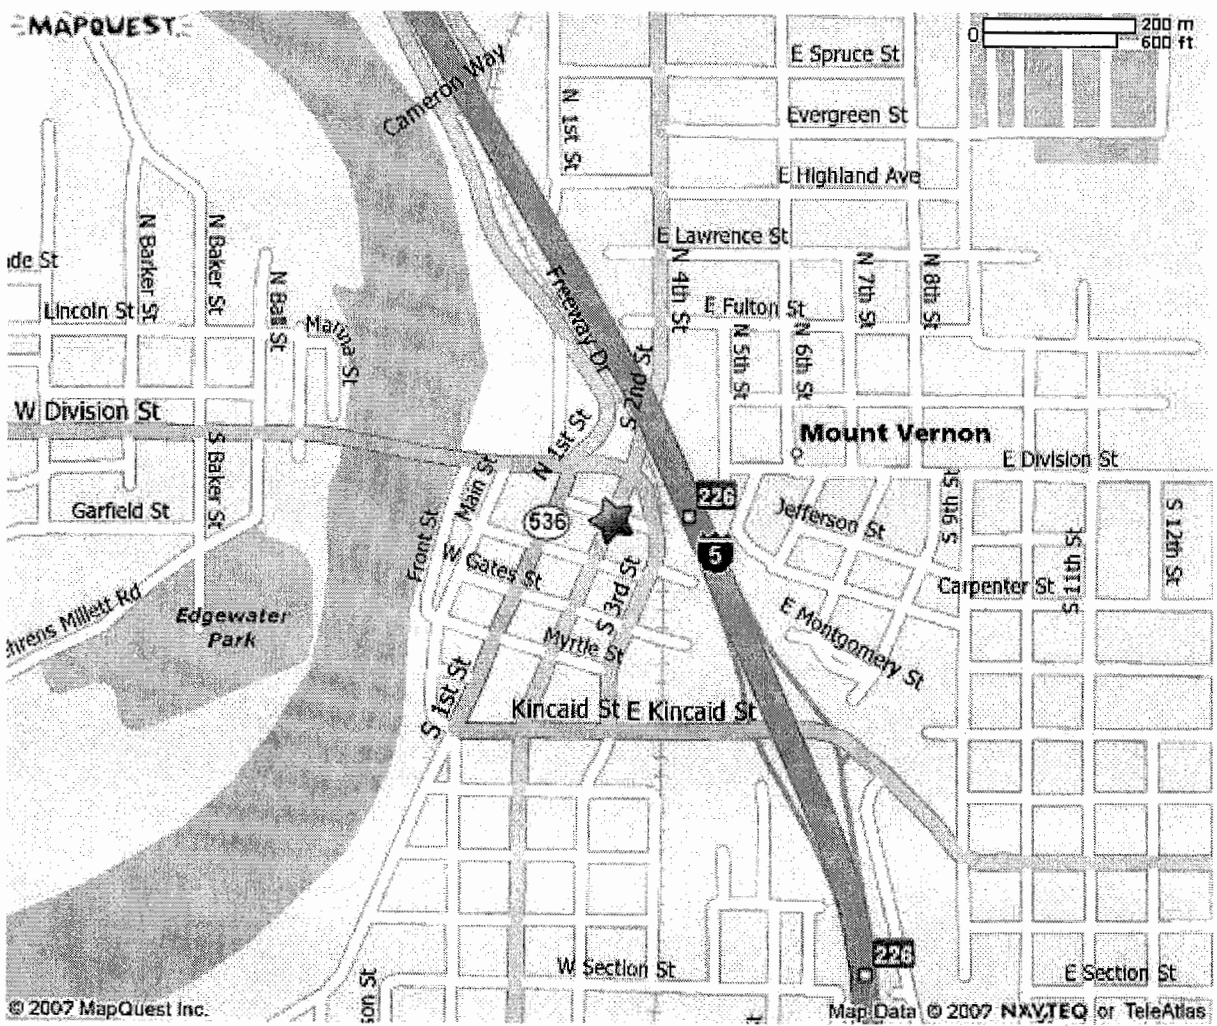 MAPQUEST
0
200 m
600 ft
E Spruce St
Cameron Way
N 1st St
Evergreen St
E Highland Ave
N Barker St
N Baker St
E Lawrence St
de St
N Ball St
N 4th St
N 7th St
N 8th St
Lincoln St
Freeway Dr
E Fulton St
Marina St
N 5th St
N 6th St
S 2nd St
W Division St
N 1st St
Mount Vernon
S Baker St
Main St
E Division St
226
S 9th St
Garfield St
536
Jefferson St
S 12th St
Front St
W Gates St
5
S 11th St
Carpenter St
S 3rd St
hrens Millett Rd
Edgewater
Park
E Montgomery St
Myrtle St
S 1st St
Kincaid St
E Kincaid St
226
W Section St
E Section St
son St
t
© 2007 MapQuest Inc.
Map Data © 2007 NAVTEQ or TeleAtlas